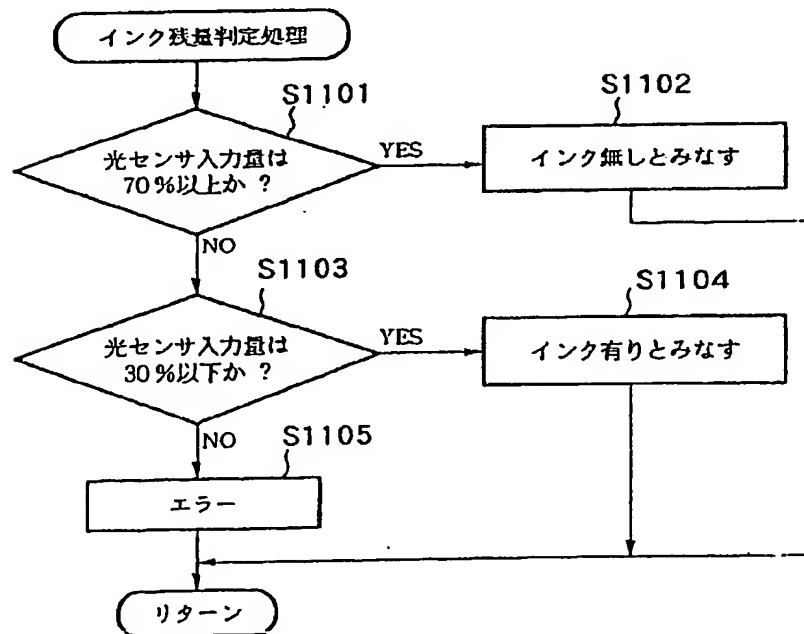 インク残量判定処理
S1101
光センサ入力量は
70%以上か?
YES
S1102
インク無しとみなす
NO
S1103
光センサ入力量は
30%以下か?
YES
S1104
インク有りとみなす
NO
S1105
エラー
リターン